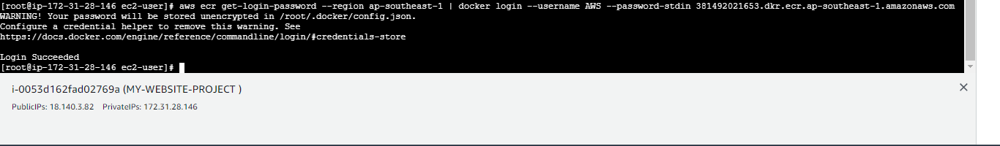 [root@ip-172-31-28-146 ec2-user]# aws ecr get-login-password --region ap-southeast-1 | docker login --username AWS --password-stdin 381492021653.dkr.ecr.ap-southeast-1.amazonaws.com
WARNING! Your password will be stored unencrypted in /root/.docker/config.json.
Configure a credential helper to remove this warning. See
https://docs.docker.com/engine/reference/commandline/login/#credentials-store
Login Succeeded
[root@ip-172-31-28-146 ec2-user]#
i-0053d162fad02769a (MY-WEBSITE-PROJECT )
PublicIPs: 18.140.3.82 PrivateIPs: 172.31.28.146